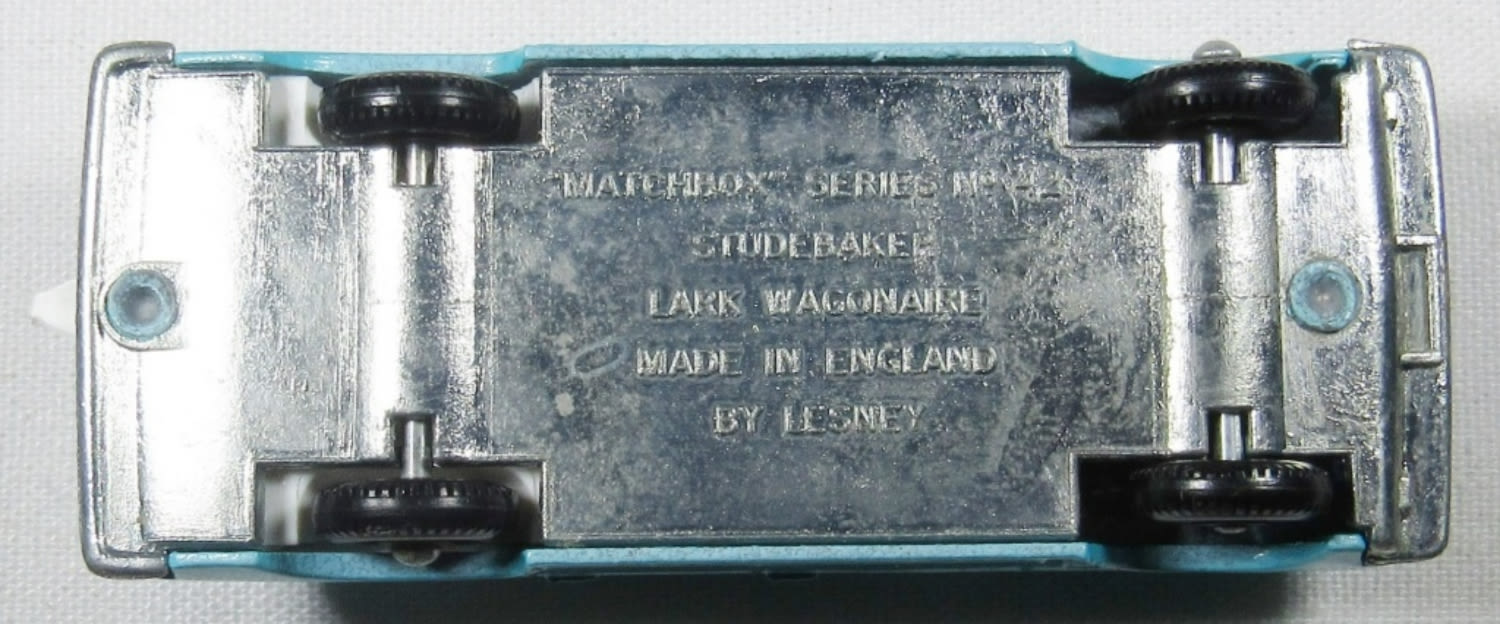 "MATCHBOX" SERIES Nº 42
STUDEBAKER
LARK WAGONAIRE
MADE IN ENGLAND
BY LESNEY